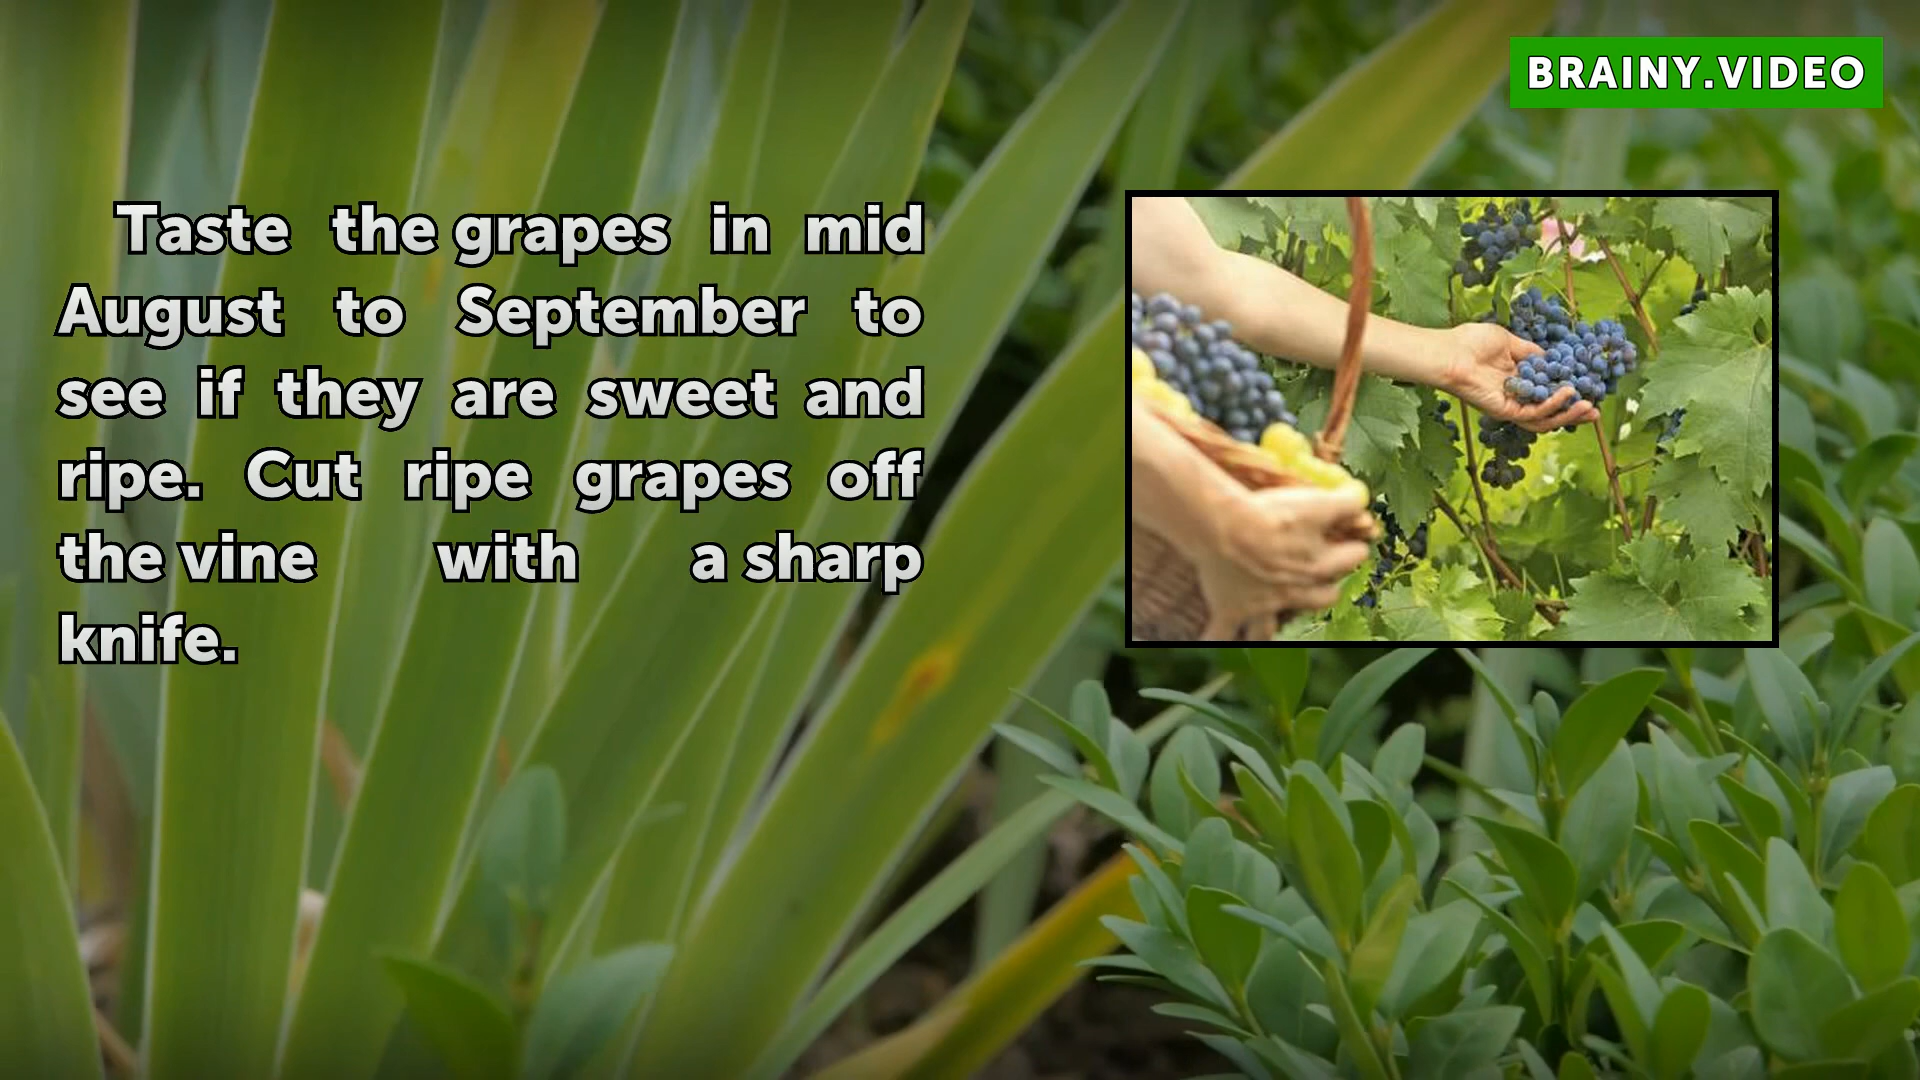 BRAINY.VIDEO
Taste the grapes in mid
August to September to
see if they are sweet and
ripe. Cut ripe grapes off
the vine with a sharp
knife.